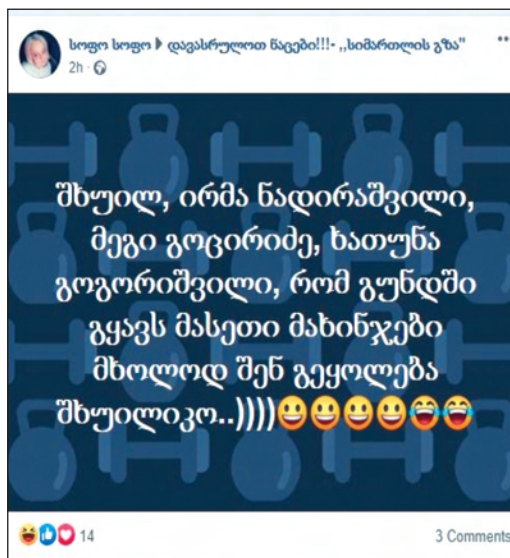 სოფო სოფო ▸ დავასრულოთ ნაცები!!!- ,,სიმართლის გზა"
2h ·
შხუილ, ირმა ნადირაშვილი,
მეგი გოცირიძე, ხათუნა
გოგორიშვილი, რომ გუნდში
გყავს მასეთი მახინჯები
მხოლოდ შენ გეყოლება
შხუილიკო..))))😃😃😃😃😂😂
14
3 Comments